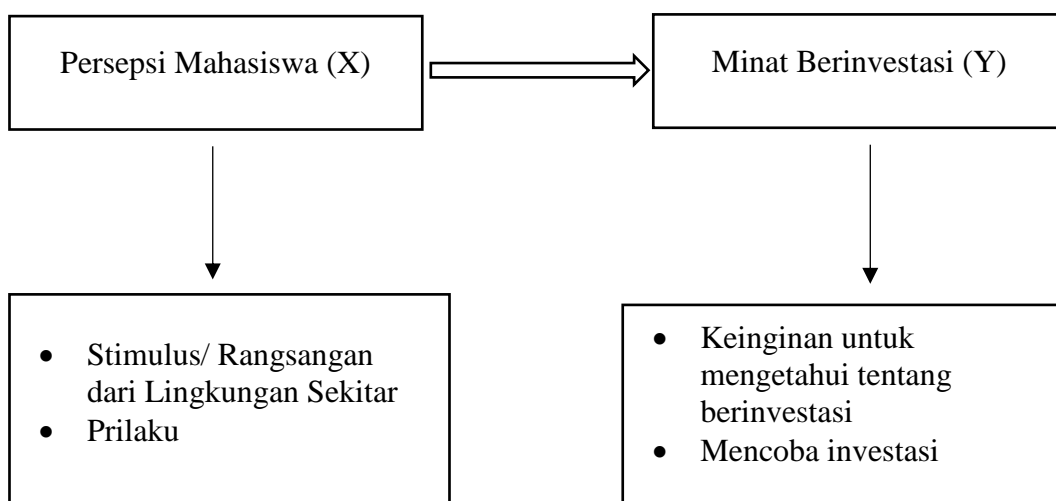 Persepsi Mahasiswa (X)
Minat Berinvestasi (Y)
• Stimulus/ Rangsangan
dari Lingkungan Sekitar
• Prilaku
• Keinginan untuk
mengetahui tentang
berinvestasi
• Mencoba investasi